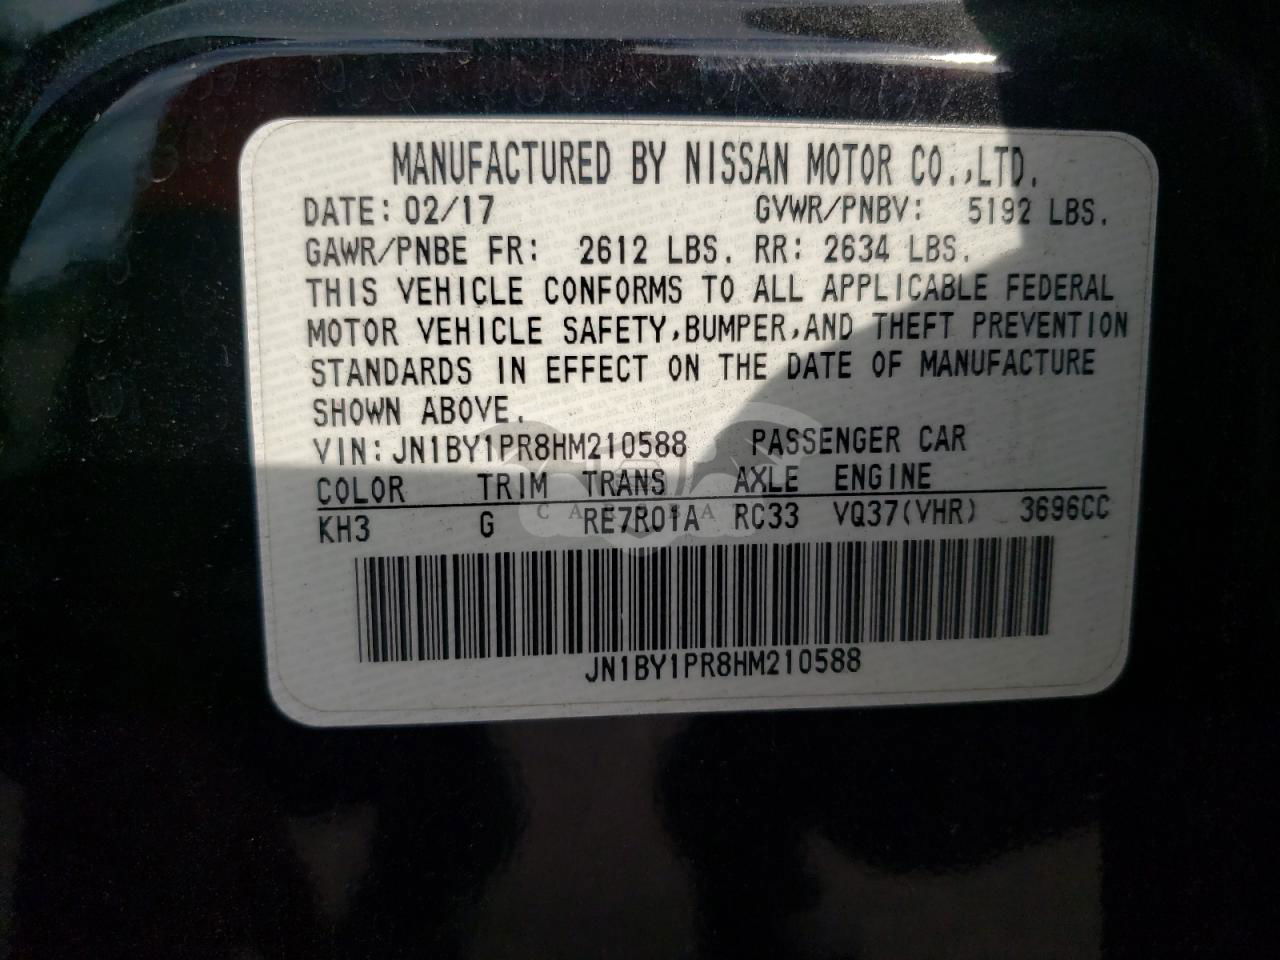 MANUFACTURED BY NISSAN MOTOR CO.,LTD.
DATE: 02/17 GVWR/PNBV: 5192 LBS.
GAWR/PNBE FR: 2612 LBS. RR: 2634 LBS.
THIS VEHICLE CONFORMS TO ALL APPLICABLE FEDERAL
MOTOR VEHICLE SAFETY,BUMPER,AND THEFT PREVENTION
STANDARDS IN EFFECT ON THE DATE OF MANUFACTURE
SHOWN ABOVE.
VIN: JN1BY1PR8HM210588 PASSENGER CAR
COLOR TRIM TRANS AXLE ENGINE
KH3 G RE7R01A RC33 VQ37(VHR) 3696CC
JN1BY1PR8HM210588